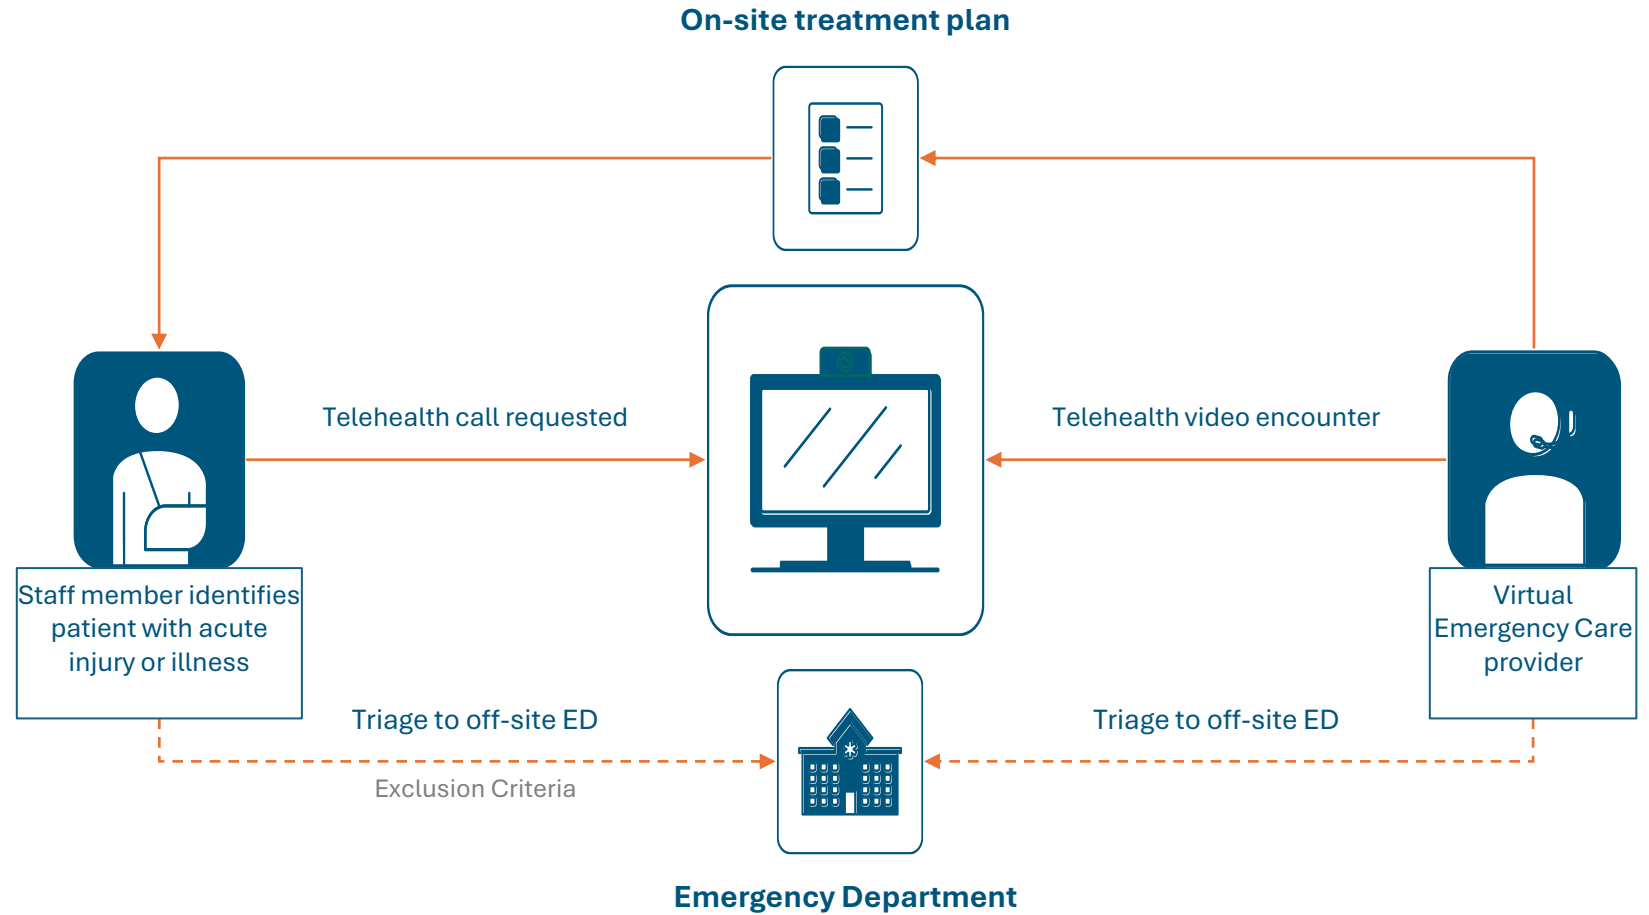 On-site treatment plan
Telehealth call requested
Telehealth video encounter
Staff member identifies
patient with acute
injury or illness
Virtual
Emergency Care
provider
Triage to off-site ED
Exclusion Criteria
Triage to off-site ED
Emergency Department